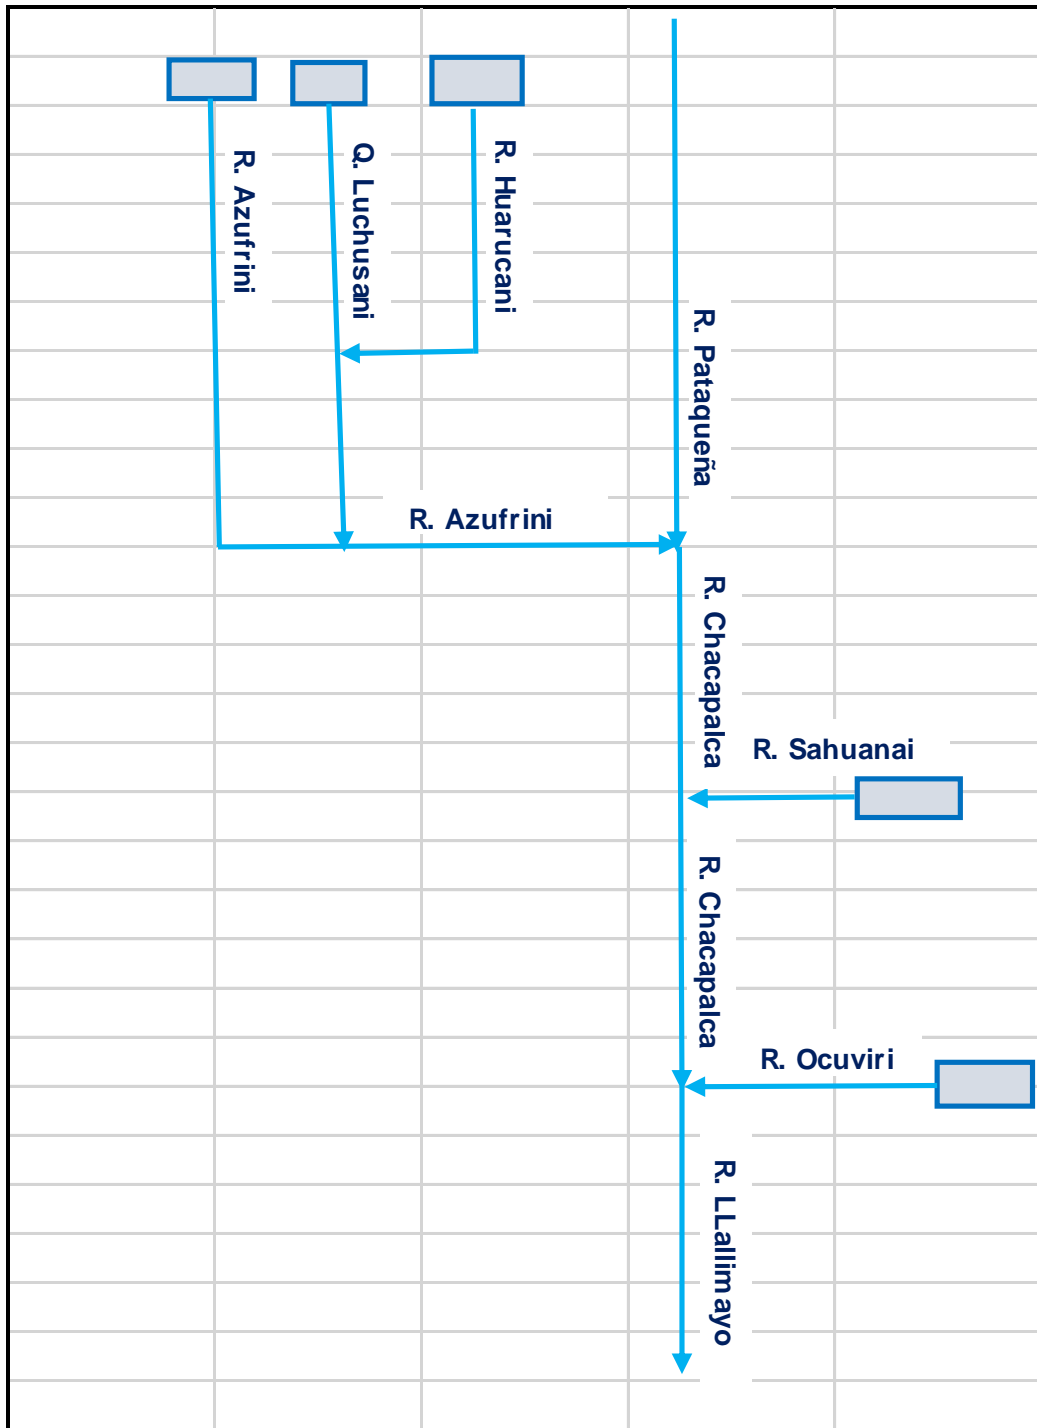 R. Azufrini
Q. Luchusani
R. Huarucani
R. Pataqueña
R. Azufrini
R. Chacapalca
R. Sahuanai
R. Chacapalca
R. Ocuviri
R. LLallimayo